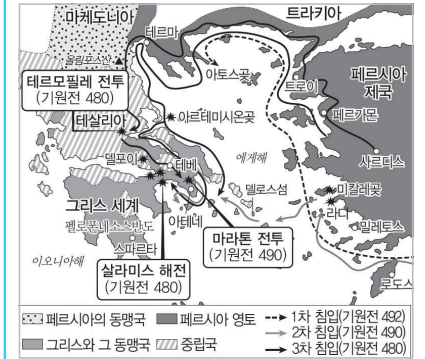 마케도니아
트라키아
테르마
올림포스산
아토스곶
테르모필레 전투
(기원전 480)
트로이
페르시아
제국
페르가몬
테살리아
아르테미시온곶
사르디스
델포이
테베
에게해
그리스 세계
델로스섬
미칼레곶
라다
펠로폰네소스반도
아테네
마라톤 전투
(기원전 490)
밀레토스
스파르타
이오니아해
살라미스 해전
(기원전 480)
로도스
페르시아의 동맹국
페르시아 영토
그리스와 그 동맹국
중립국
1차 침입(기원전 492)
2차 침입(기원전 490)
3차 침입(기원전 480)